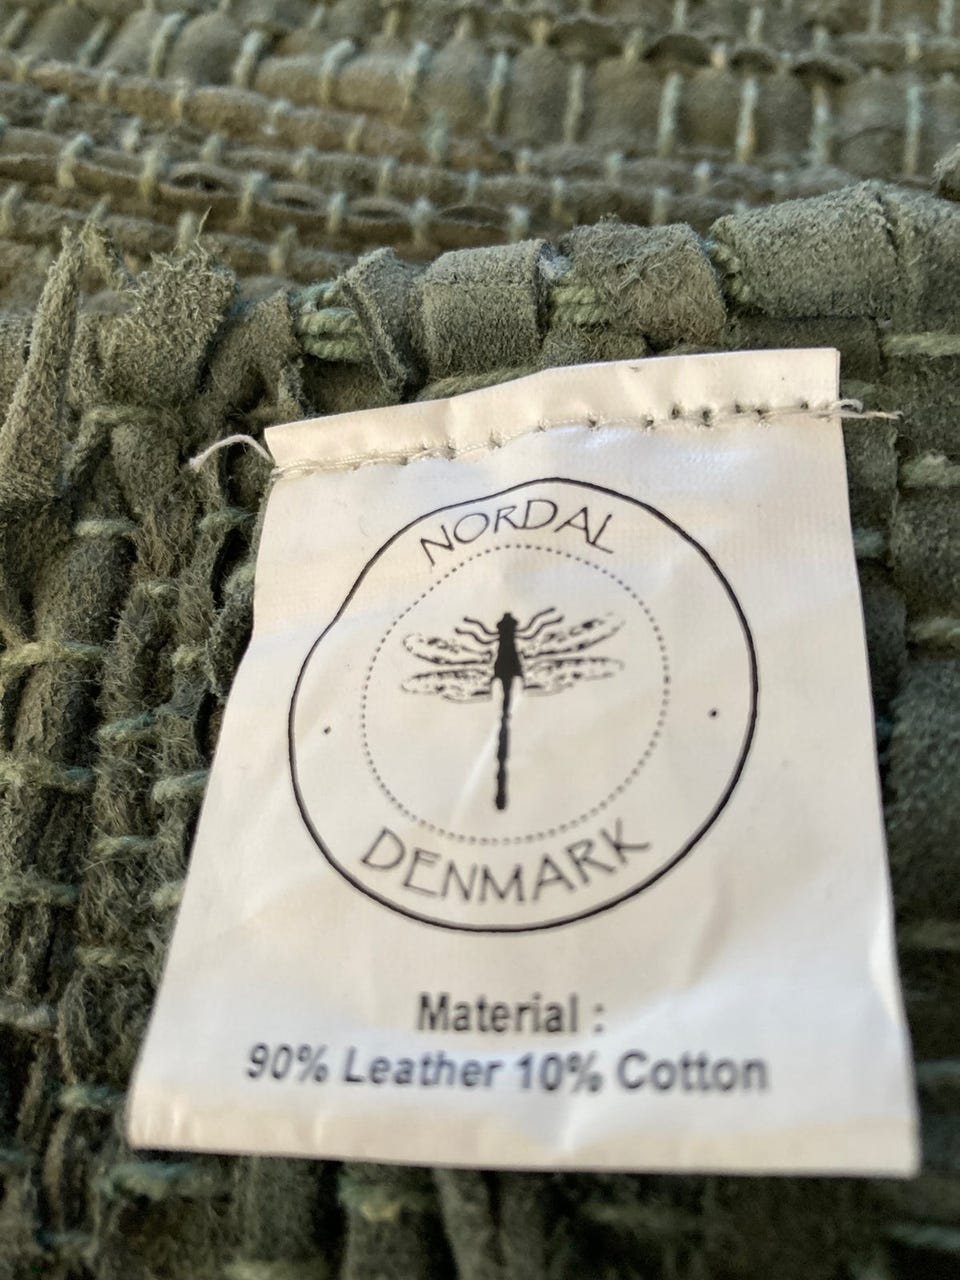 NORDAL
DENMARK
Material :
90% Leather 10% Cotton